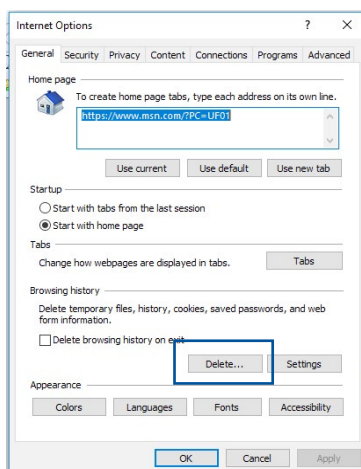 Internet Options ? X
General Security Privacy Content Connections Programs Advanced
Home page
To create home page tabs, type each address on its own line.
https://www.msn.com/?PC=UF01
Use current Use default Use new tab
Startup
Start with tabs from the last session
Start with home page
Tabs
Change how webpages are displayed in tabs. Tabs
Browsing history
Delete temporary files, history, cookies, saved passwords, and web
form information.
Delete browsing history on exit
Delete... Settings
Appearance
Colors Languages Fonts Accessibility
OK Cancel Apply